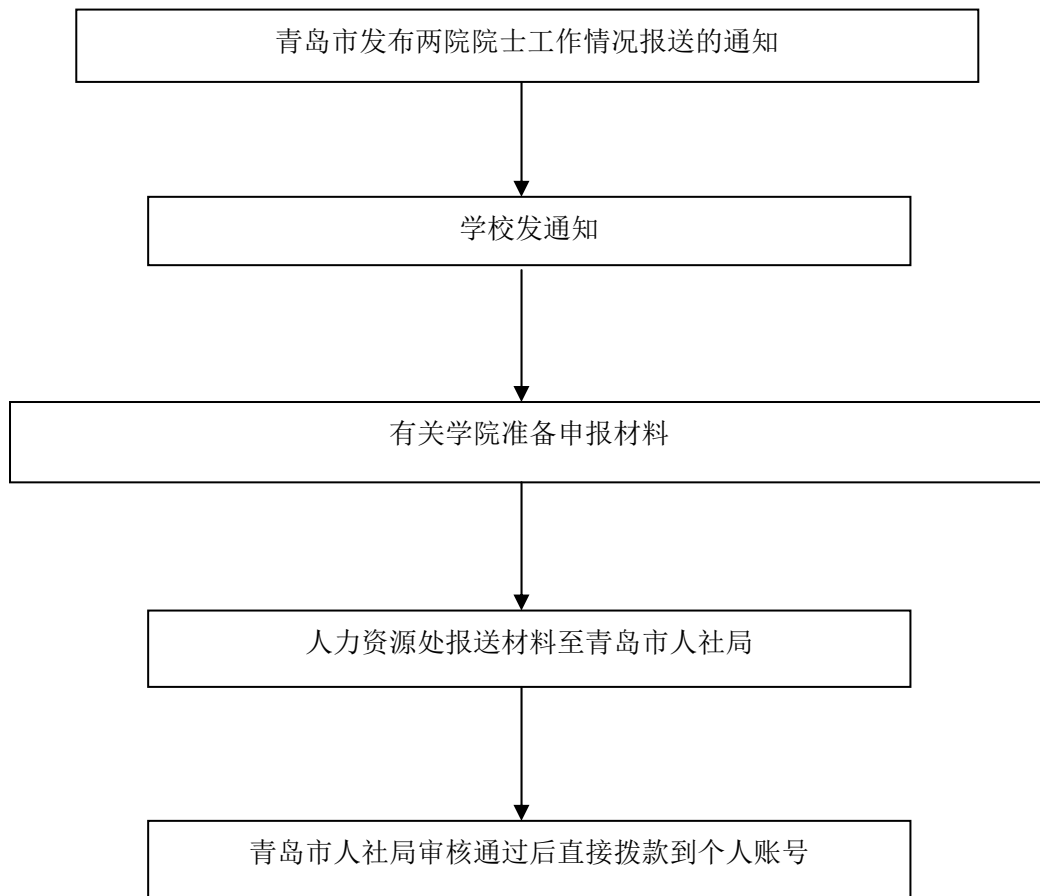 青岛市发布两院院士工作情况报送的通知
学校发通知
有关学院准备申报材料
人力资源处报送材料至青岛市人社局
青岛市人社局审核通过后直接拨款到个人账号